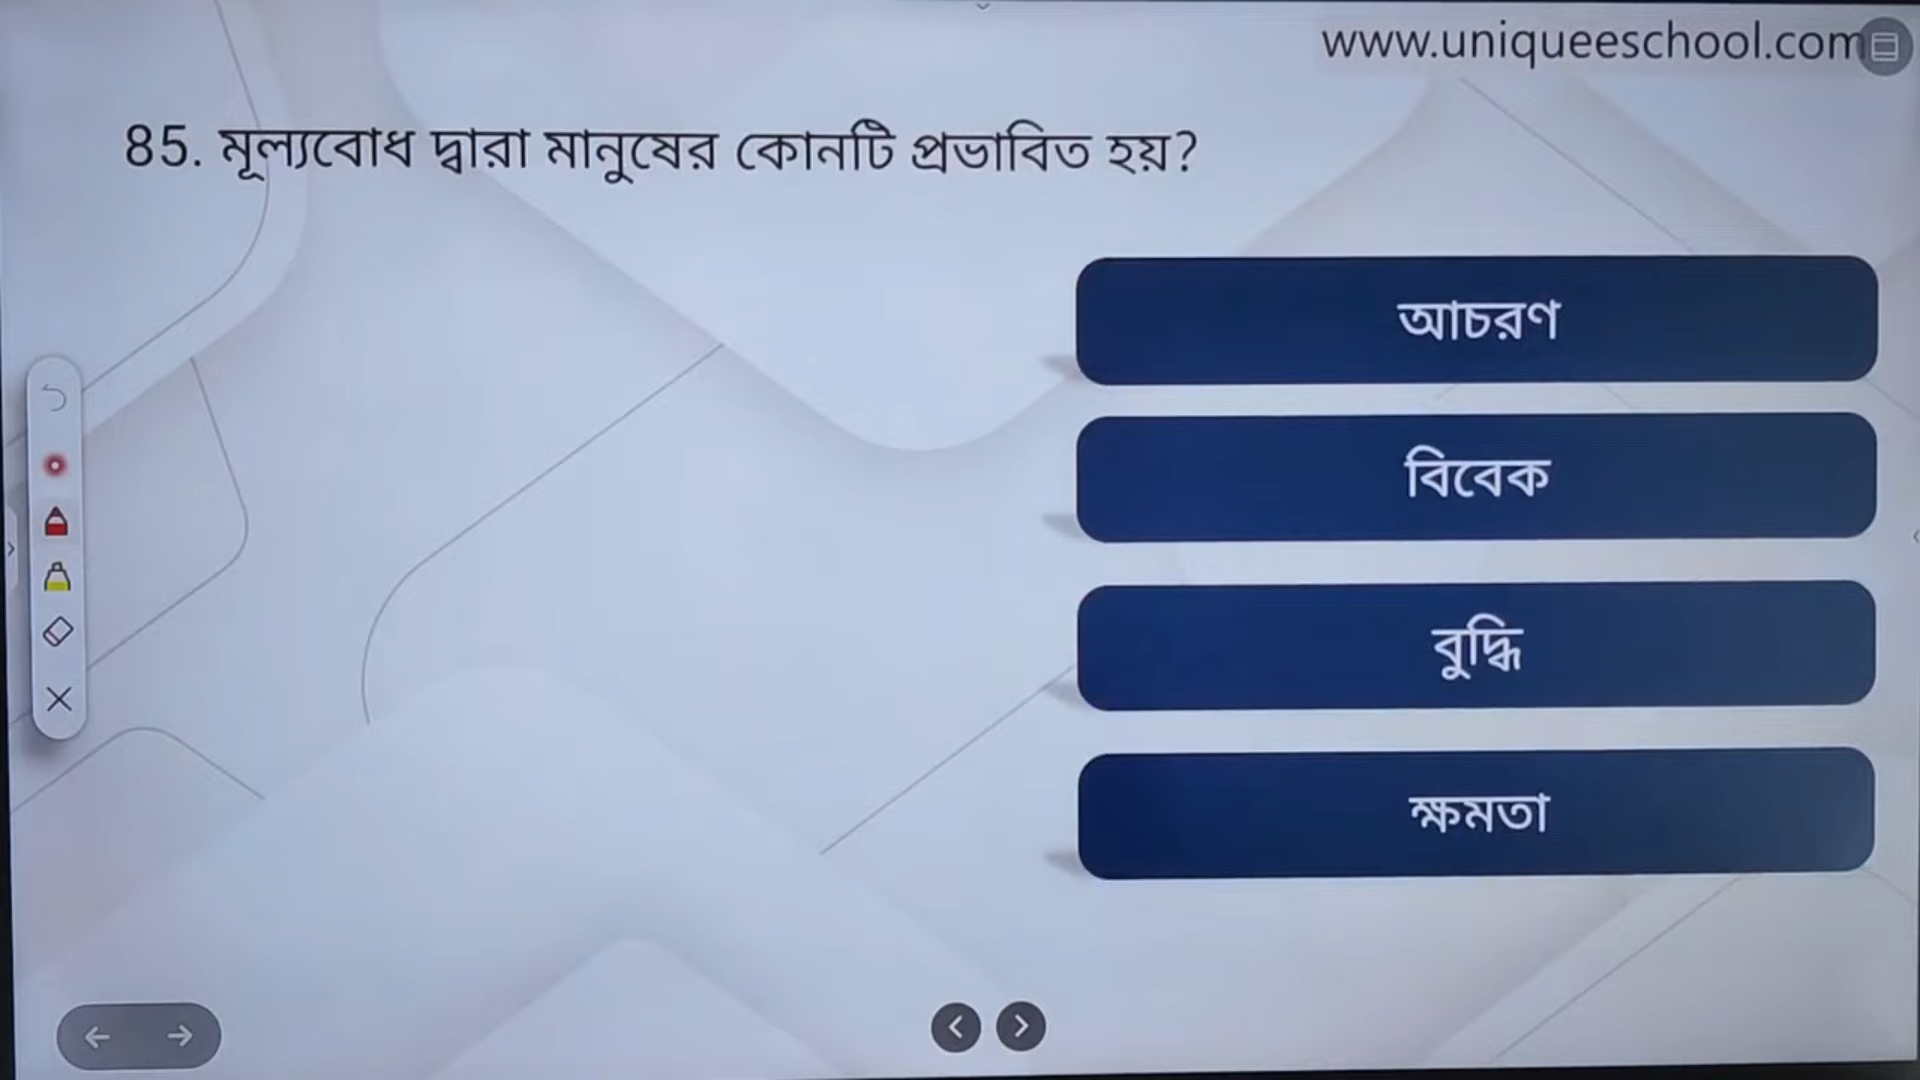 www.uniqueeschool.com
85. মূল্যবোধ দ্বারা মানুষের কোনটি প্রভাবিত হয়?
আচরণ
বিবেক
বুদ্ধি
ক্ষমতা